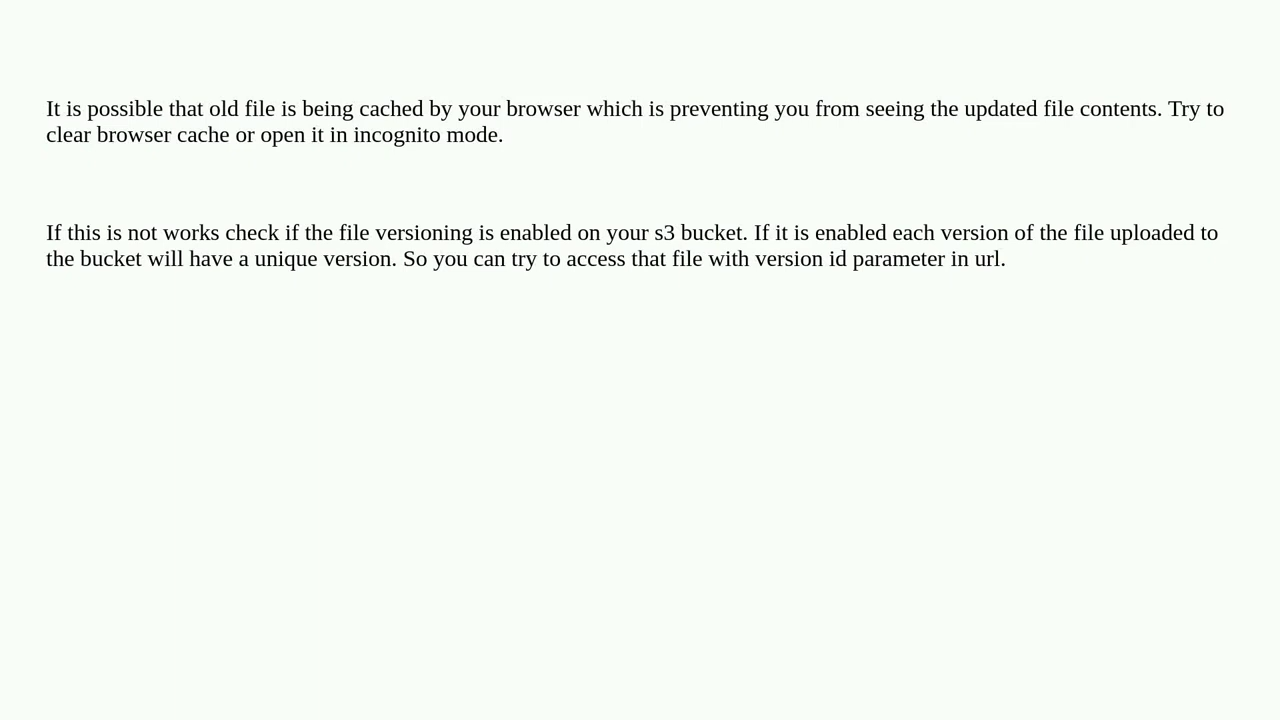 It is possible that old file is being cached by your browser which is preventing you from seeing the updated file contents. Try to
clear browser cache or open it in incognito mode.
If this is not works check if the file versioning is enabled on your s3 bucket. If it is enabled each version of the file uploaded to
the bucket will have a unique version. So you can try to access that file with version id parameter in url.